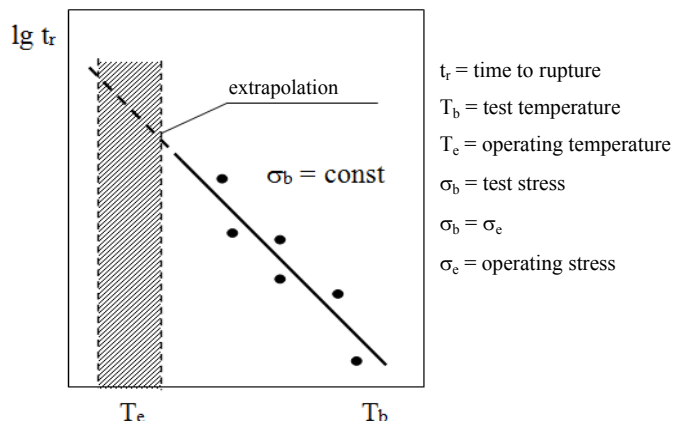 lg tᵣ
extrapolation
σb = const
Tₑ
Tb
tᵣ = time to rupture
Tb = test temperature
Tₑ = operating temperature
σb = test stress
σb = σₑ
σₑ = operating stress